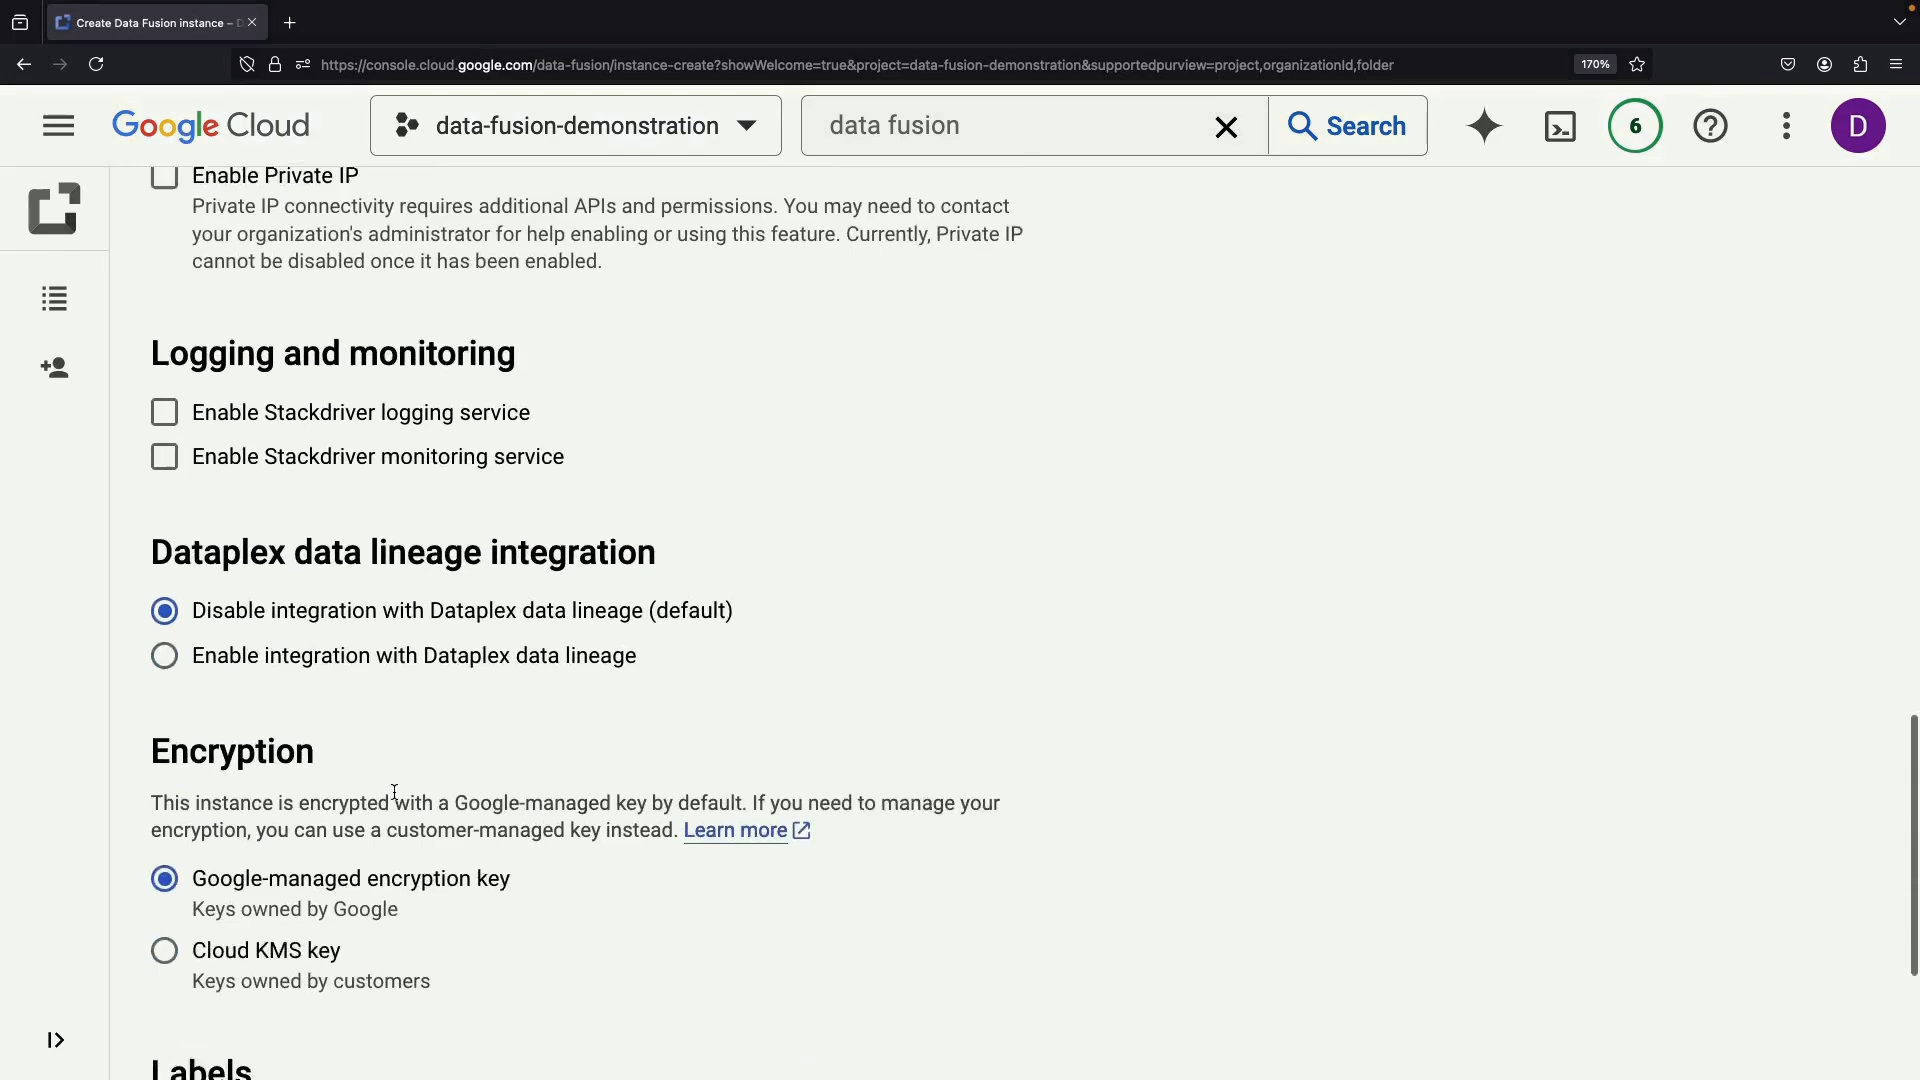 Create Data Fusion instance – D
https://console.cloud.google.com/data-fusion/instance-create?showWelcome=true&project=data-fusion-demonstration&supportedpurview=project,organizationId,folder
170%
Google Cloud
data-fusion-demonstration
data fusion
Search
6
D
Enable Private IP
Private IP connectivity requires additional APIs and permissions. You may need to contact
your organization's administrator for help enabling or using this feature. Currently, Private IP
cannot be disabled once it has been enabled.
Logging and monitoring
Enable Stackdriver logging service
Enable Stackdriver monitoring service
Dataplex data lineage integration
Disable integration with Dataplex data lineage (default)
Enable integration with Dataplex data lineage
Encryption
This instance is encrypted with a Google-managed key by default. If you need to manage your
encryption, you can use a customer-managed key instead. Learn more
Google-managed encryption key
Keys owned by Google
Cloud KMS key
Keys owned by customers
Labels